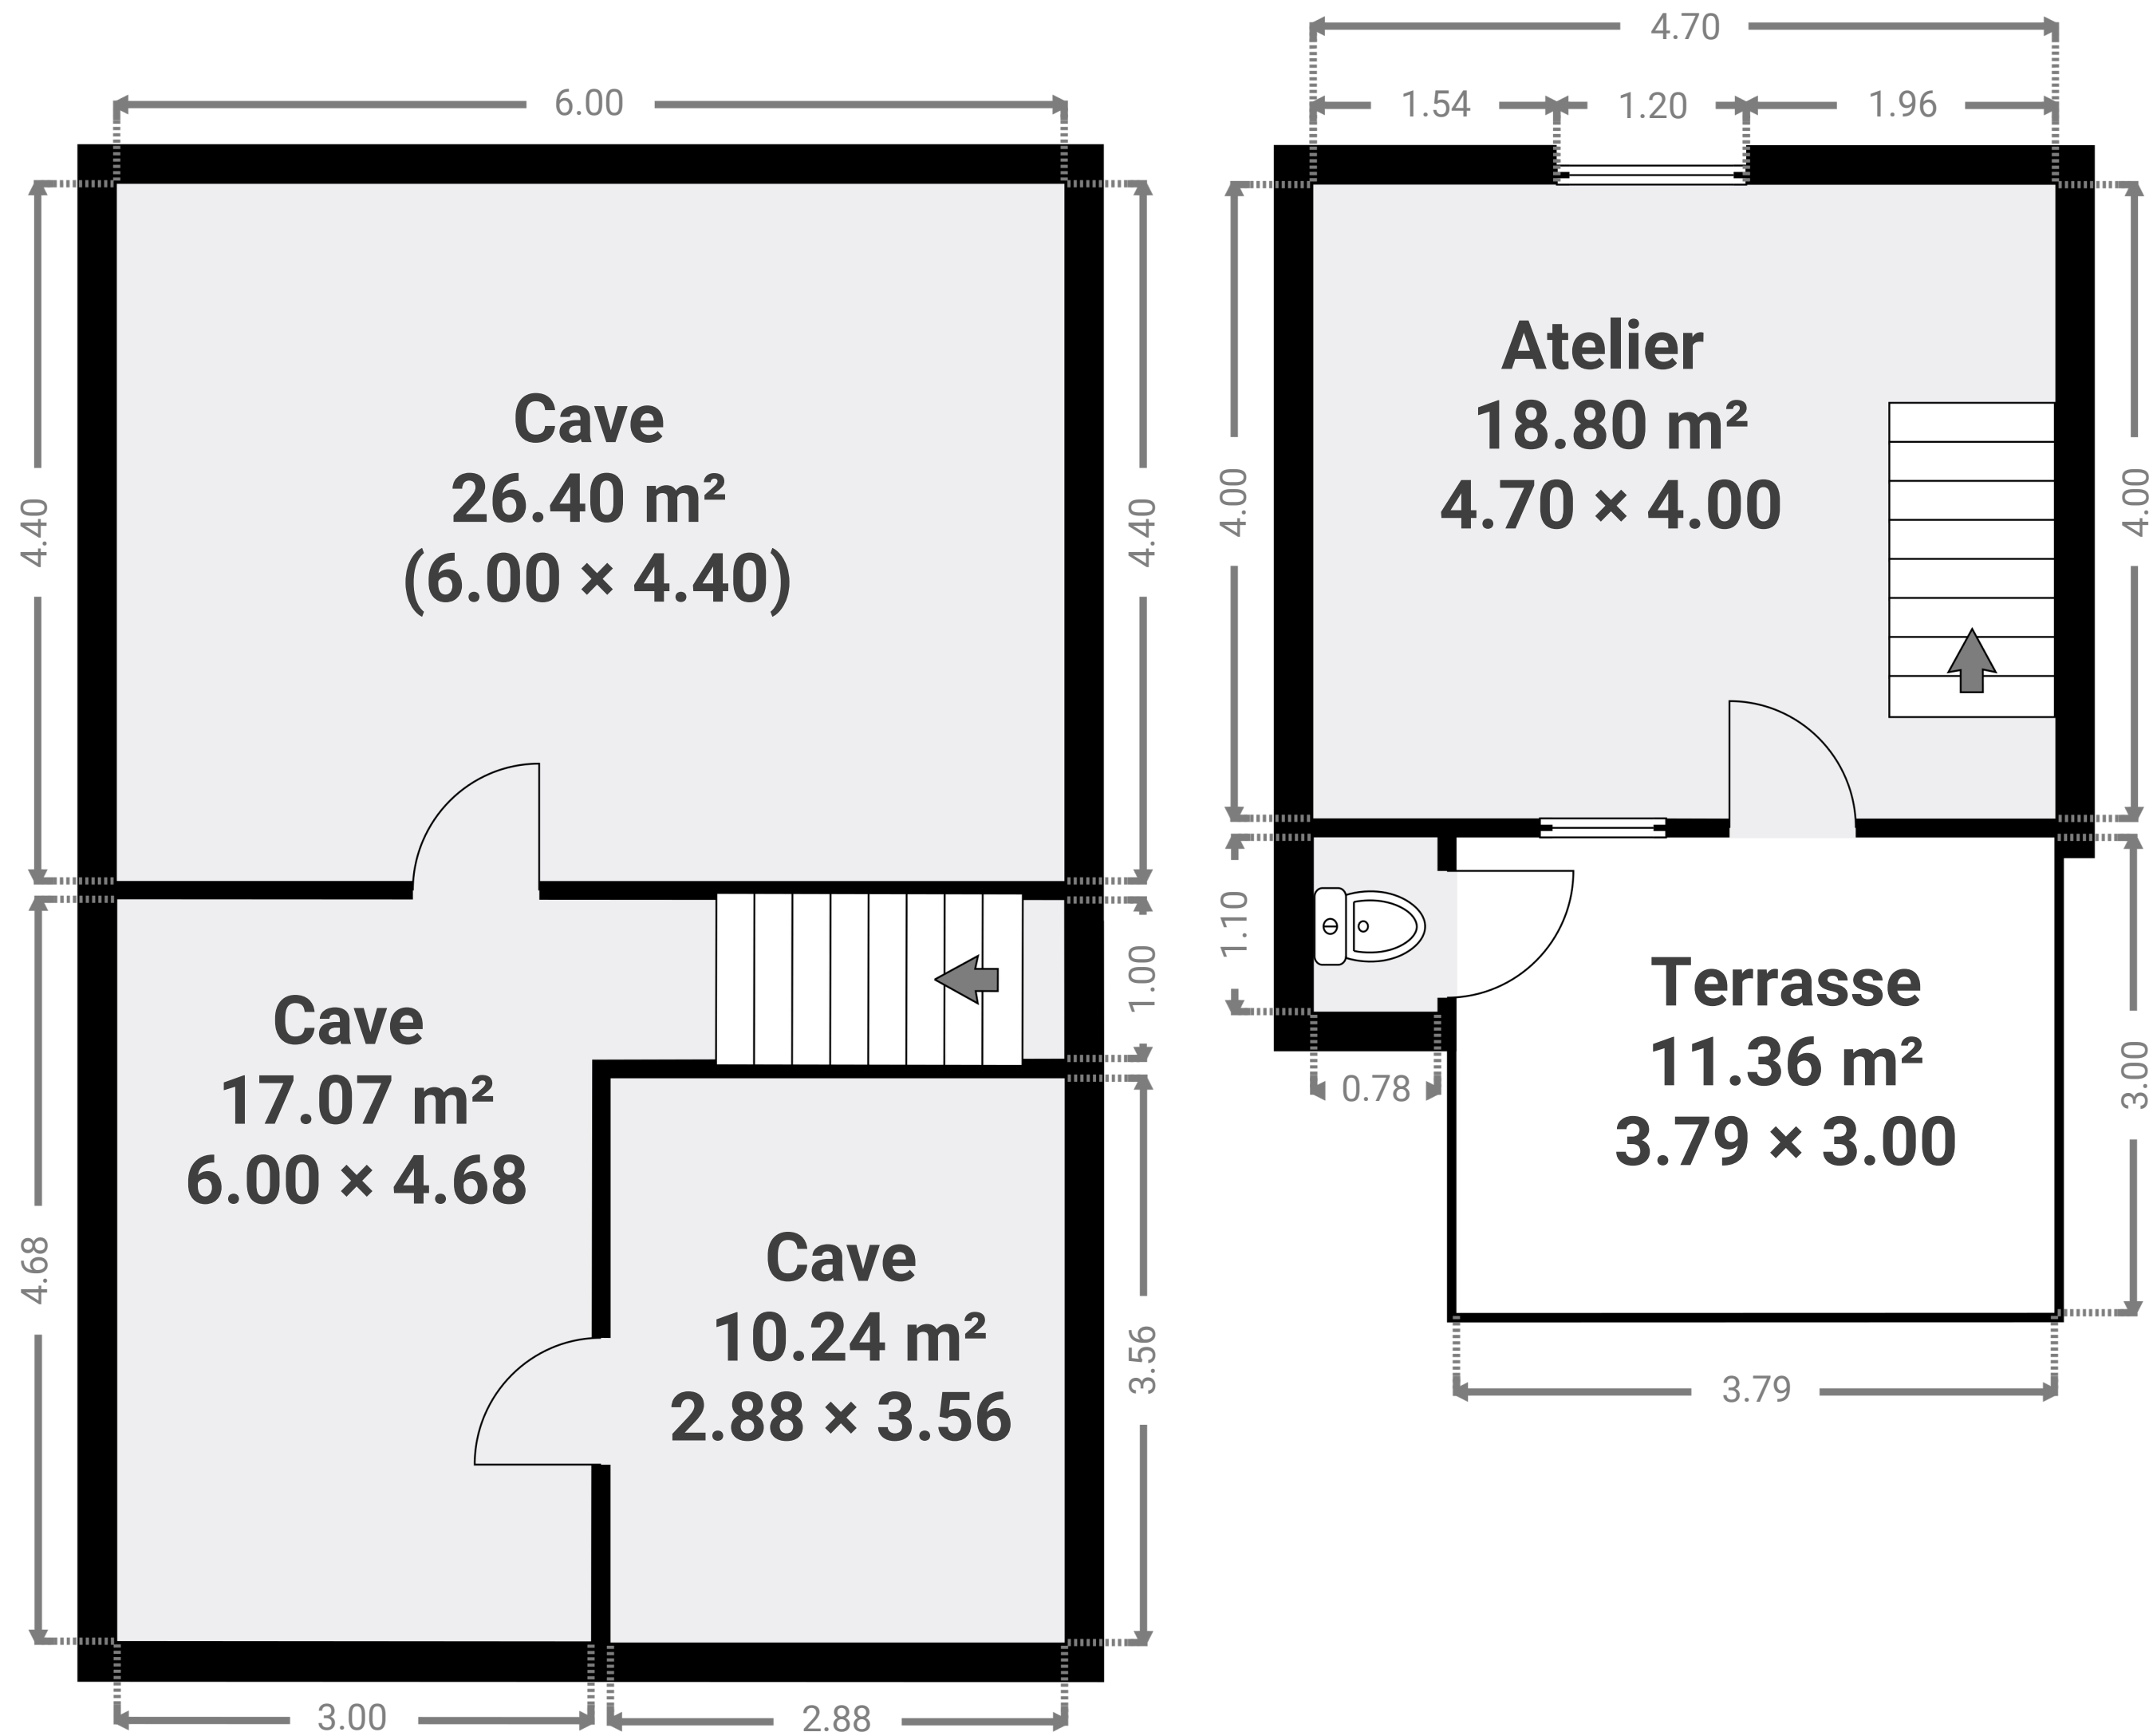 6.00
4.40
4.40
Cave
26.40 m²
(6.00 × 4.40)
1.00
Cave
17.07 m²
6.00 × 4.68
4.68
Cave
10.24 m²
2.88 × 3.56
3.56
3.00
2.88
4.70
1.54
1.20
1.96
4.00
4.00
Atelier
18.80 m²
4.70 × 4.00
1.10
0.78
Terrasse
11.36 m²
3.79 × 3.00
3.00
3.79